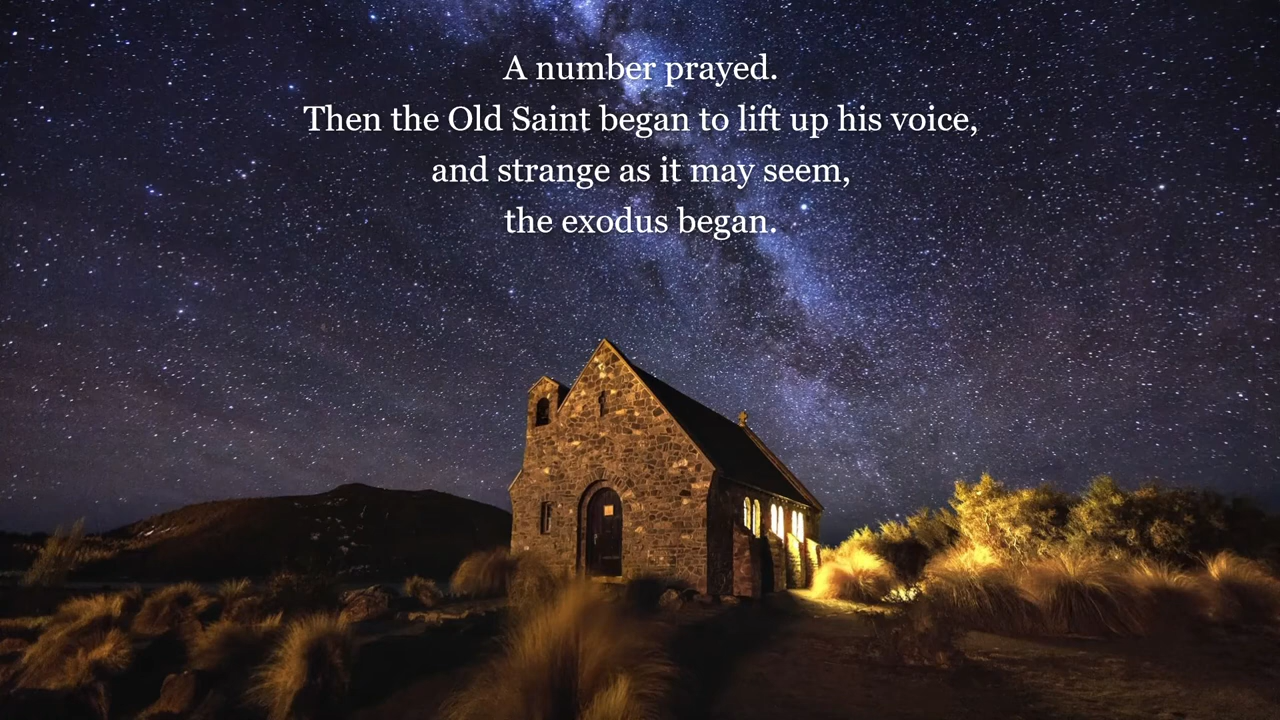 A number prayed.
Then the Old Saint began to lift up his voice,
and strange as it may seem,
the exodus began.